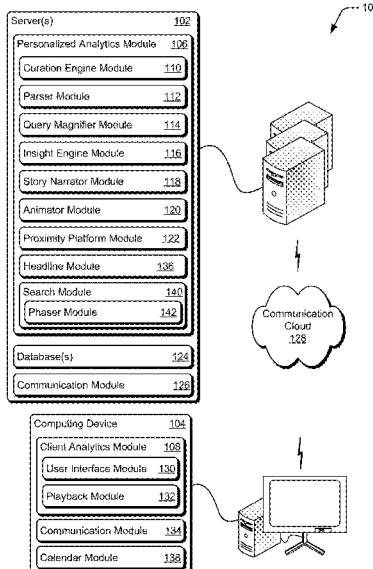 10
Server(s) 102
Personalized Analytics Module 106
Curation Engine Module 110
Parser Module 112
Query Magnifier Module 114
Insight Engine Module 116
Story Narrator Module 118
Animator Module 120
Proximity Platform Module 122
Headline Module 136
Search Module 140
Phaser Module 142
Database(s) 124
Communication Module 126
Communication
Cloud
128
Computing Device 104
Client Analytics Module 108
User Interface Module 130
Playback Module 132
Communication Module 134
Calendar Module 138